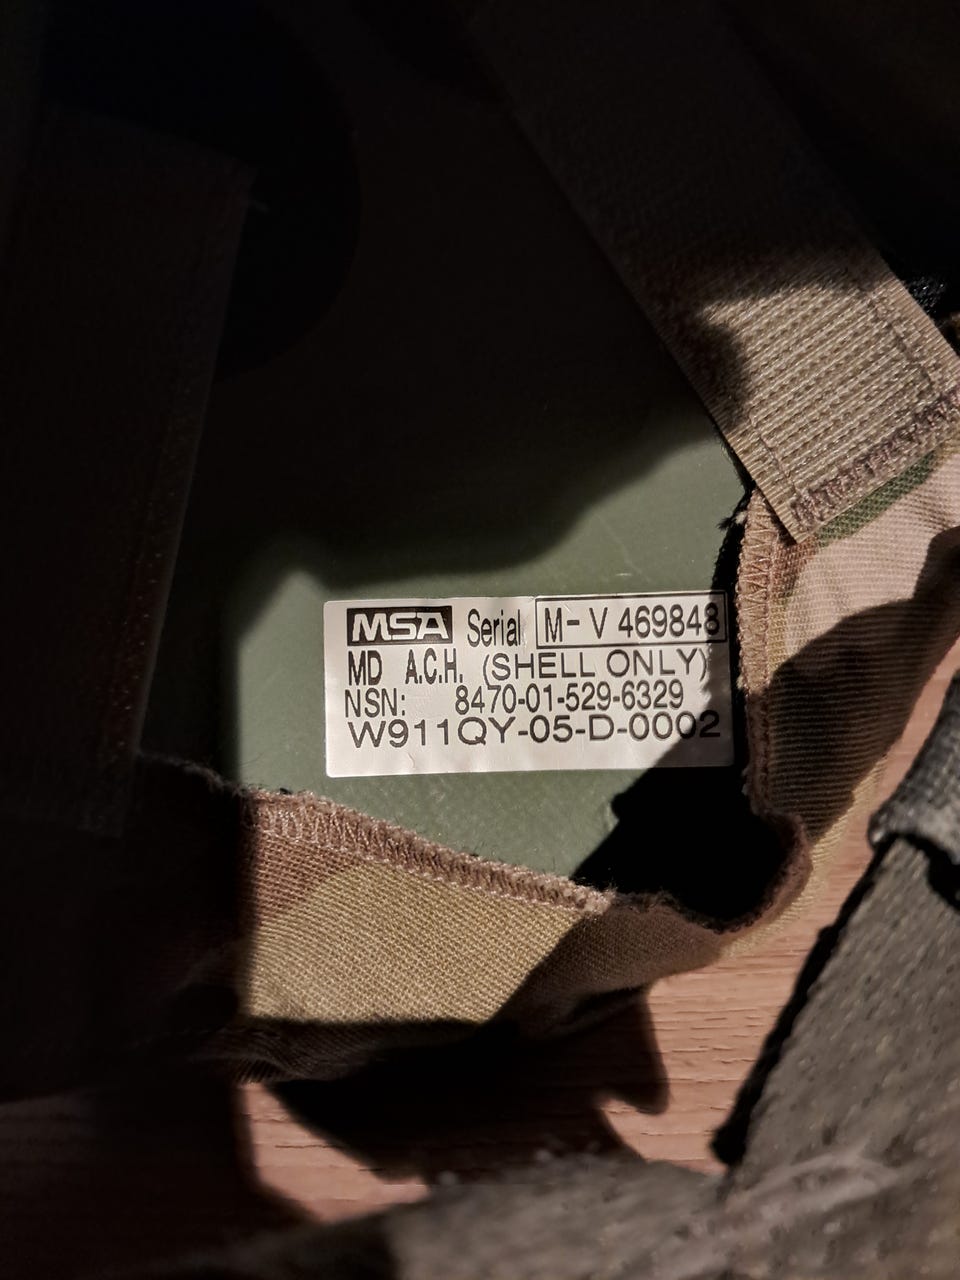 MSA Serial M- V 469848
MD A.C.H. (SHELL ONLY)
NSN: 8470-01-529-6329
W911QY-05-D-0002